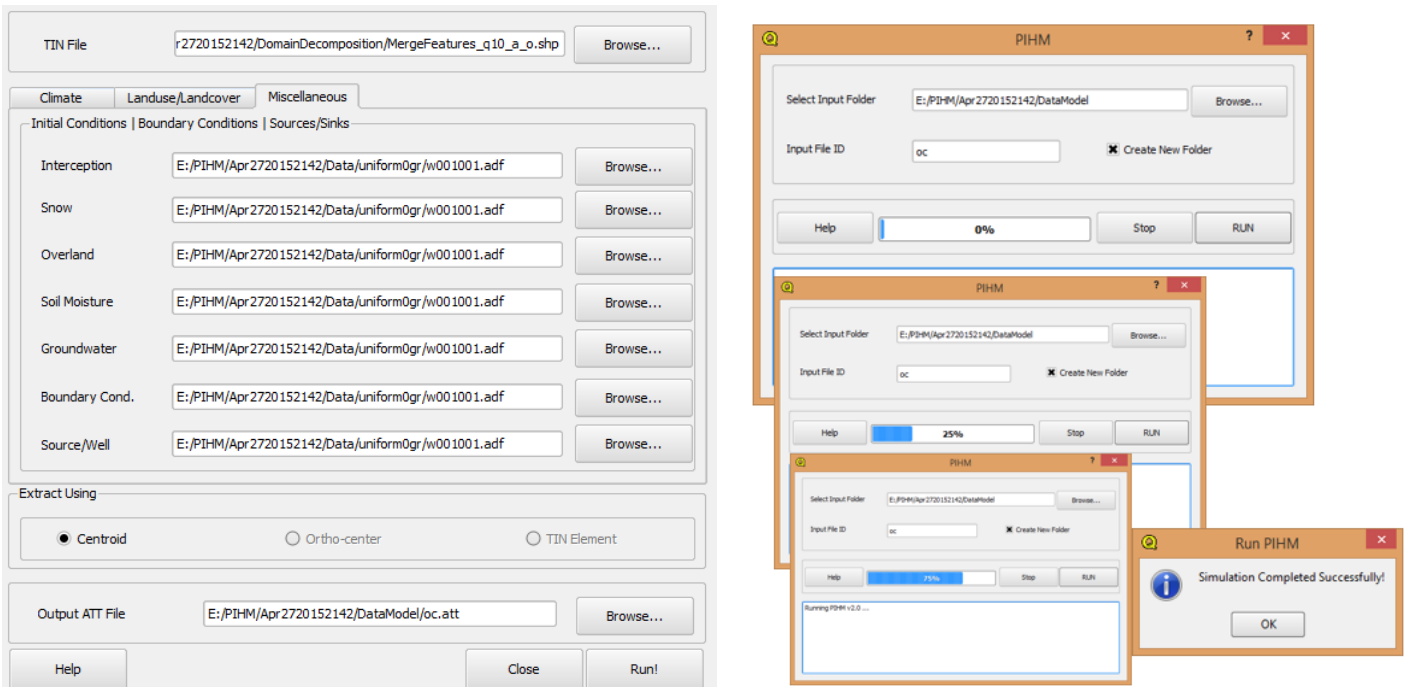 TIN File r2720152142/DomainDecomposition/MergeFeatures_q10_a_o.shp Browse...
Climate Landuse/Landcover Miscellaneous
Initial Conditions | Boundary Conditions | Sources/Sinks
Interception E:/PIHM/Apr2720152142/Data/uniform0gr/w001001.adf Browse...
Snow E:/PIHM/Apr2720152142/Data/uniform0gr/w001001.adf Browse...
Overland E:/PIHM/Apr2720152142/Data/uniform0gr/w001001.adf Browse...
Soil Moisture E:/PIHM/Apr2720152142/Data/uniform0gr/w001001.adf Browse...
Groundwater E:/PIHM/Apr2720152142/Data/uniform0gr/w001001.adf Browse...
Boundary Cond. E:/PIHM/Apr2720152142/Data/uniform0gr/w001001.adf Browse...
Source/Well E:/PIHM/Apr2720152142/Data/uniform0gr/w001001.adf Browse...
Extract Using
Centroid Ortho-center TIN Element
Output ATT File E:/PIHM/Apr2720152142/DataModel/oc.att Browse...
Help Close Run!
PIHM ? x
Select Input Folder E:/PIHM/Apr2720152142/DataModel Browse...
Input File ID oc Create New Folder
Help 0% Stop RUN
PIHM ? x
Select Input Folder E:/PIHM/Apr2720152142/DataModel Browse...
Input File ID oc Create New Folder
Help 25% Stop RUN
PIHM ? x
Select Input Folder E:/PIHM/Apr2720152142/DataModel Browse...
Input File ID oc Create New Folder
Help 75% Stop RUN
Running PIHM v2.0 ...
Run PIHM x
Simulation Completed Successfully!
OK